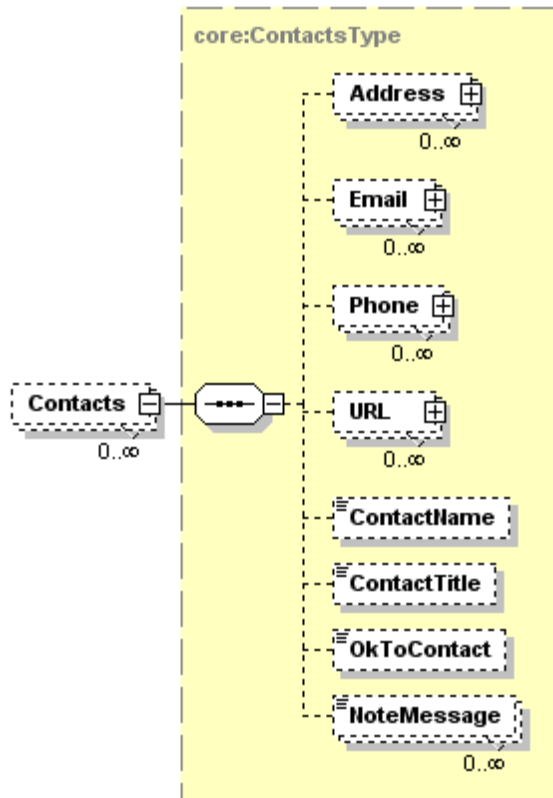 core:ContactsType
Address
0..∞
Email
0..∞
Phone
0..∞
URL
0..∞
Contacts
0..∞
ContactName
ContactTitle
OkToContact
NoteMessage
0..∞